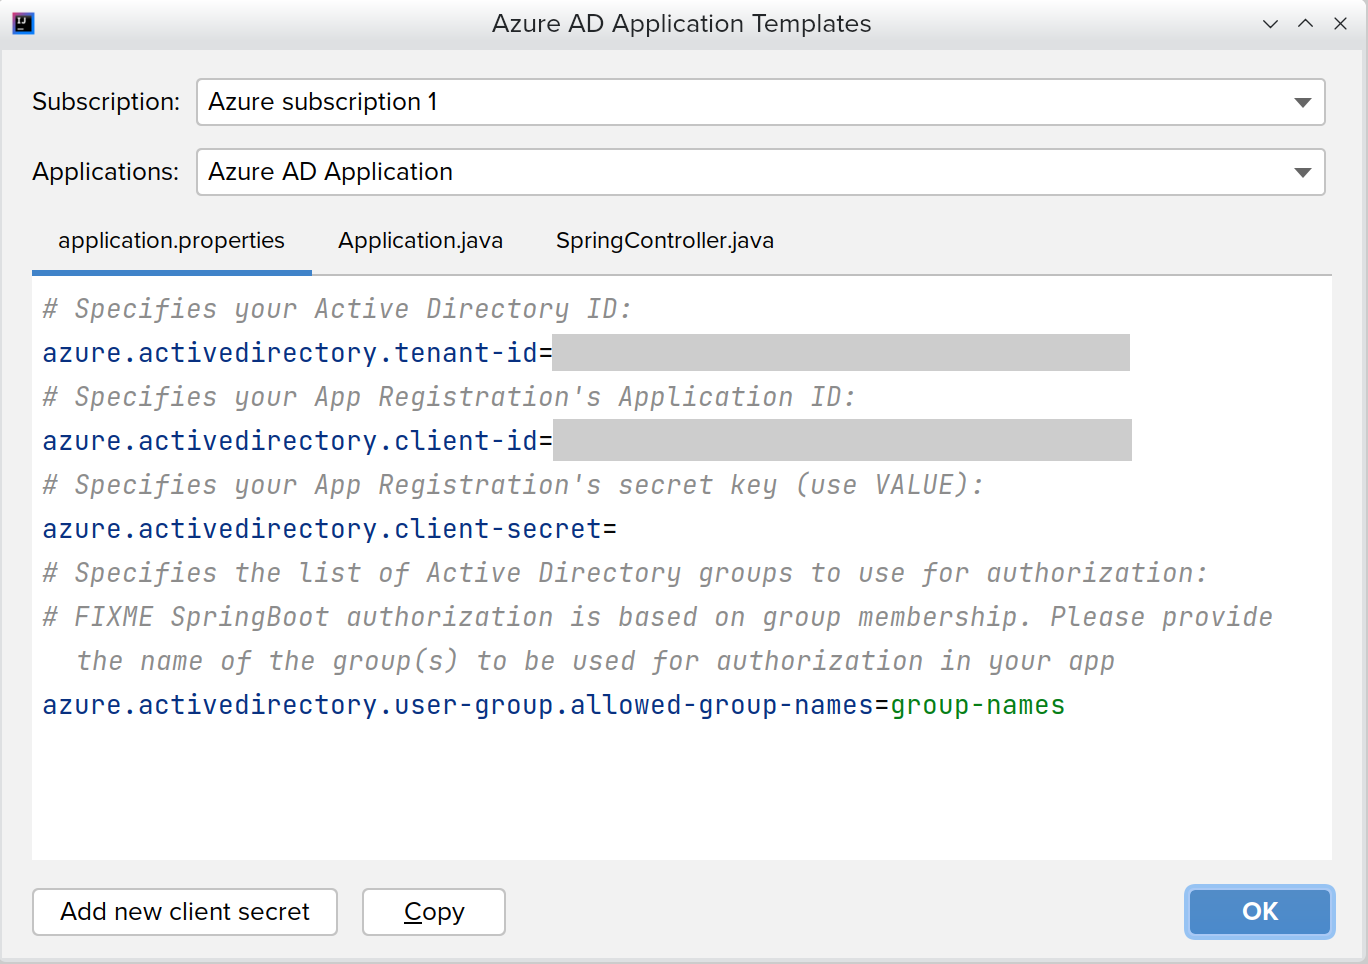 IJ
Azure AD Application Templates
Subscription: Azure subscription 1
Applications: Azure AD Application
application.properties Application.java SpringController.java
# Specifies your Active Directory ID:
azure.activedirectory.tenant-id=
# Specifies your App Registration's Application ID:
azure.activedirectory.client-id=
# Specifies your App Registration's secret key (use VALUE):
azure.activedirectory.client-secret=
# Specifies the list of Active Directory groups to use for authorization:
# FIXME SpringBoot authorization is based on group membership. Please provide
the name of the group(s) to be used for authorization in your app
azure.activedirectory.user-group.allowed-group-names=group-names
Add new client secret Copy OK